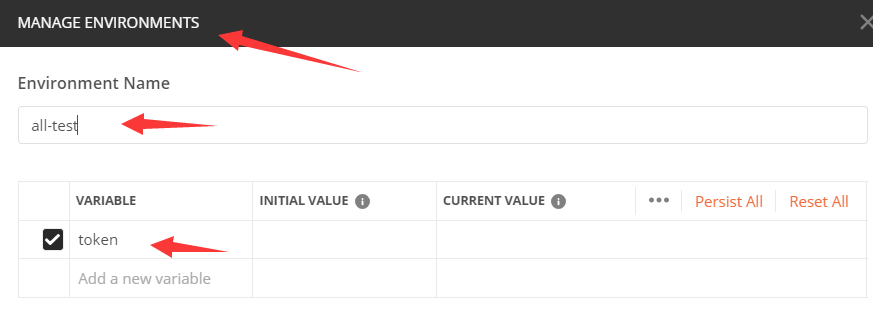 MANAGE ENVIRONMENTS
Environment Name
all-test
VARIABLE INITIAL VALUE CURRENT VALUE Persist All Reset All
token
Add a new variable